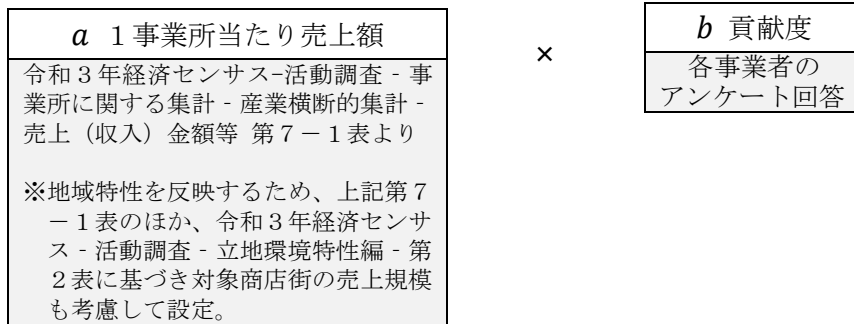 a １事業所当たり売上額
令和３年経済センサス−活動調査‐事
業所に関する集計‐産業横断的集計‐
売上（収入）金額等 第７－１表より
※地域特性を反映するため、上記第７
－１表のほか、令和３年経済センサ
ス‐活動調査‐立地環境特性編‐第
２表に基づき対象商店街の売上規模
も考慮して設定。
×
b 貢献度
各事業者の
アンケート回答